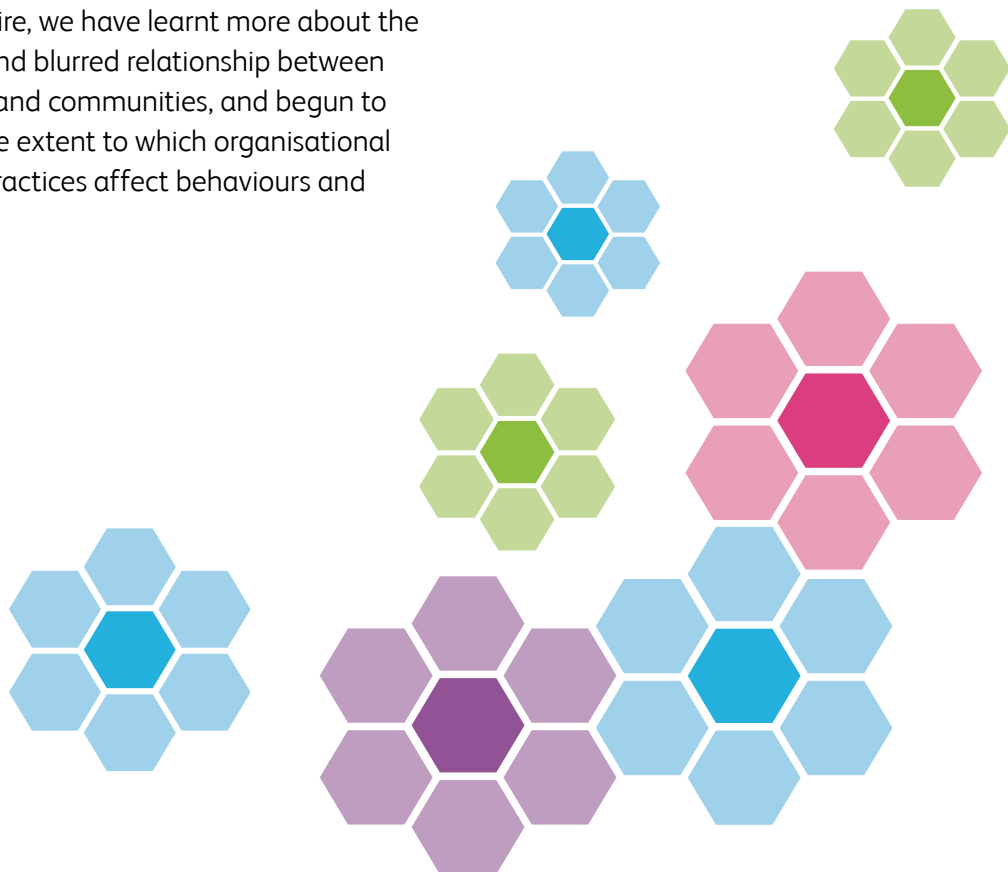 ire, we have learnt more about the
nd blurred relationship between
and communities, and begun to
e extent to which organisational
ractices affect behaviours and